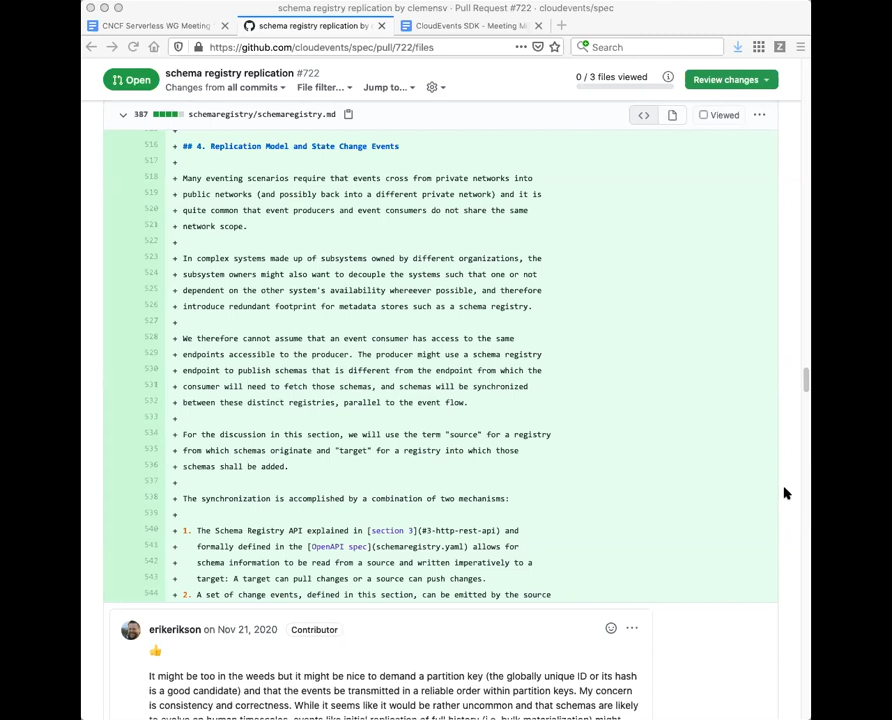 schema registry replication by clemensv · Pull Request #722 · cloudevents/spec
CNCF Serverless WG Meeting
schema registry replication by
CloudEvents SDK - Meeting Mi
https://github.com/cloudevents/spec/pull/722/files
Search
Open
schema registry replication #722
Changes from all commits
File filter...
Jump to...
0 / 3 files viewed
Review changes
387
schemaregistry/schemaregistry.md
Viewed
516 + ## 4. Replication Model and State Change Events
517 +
518 + Many eventing scenarios require that events cross from private networks into
519 + public networks (and possibly back into a different private network) and it is
520 + quite common that event producers and event consumers do not share the same
521 + network scope.
522 +
523 + In complex systems made up of subsystems owned by different organizations, the
524 + subsystem owners might also want to decouple the systems such that one or not
525 + dependent on the other system's availability whereever possible, and therefore
526 + introduce redundant footprint for metadata stores such as a schema registry.
527 +
528 + We therefore cannot assume that an event consumer has access to the same
529 + endpoints accessible to the producer. The producer might use a schema registry
530 + endpoint to publish schemas that is different from the endpoint from which the
531 + consumer will need to fetch those schemas, and schemas will be synchronized
532 + between these distinct registries, parallel to the event flow.
533 +
534 + For the discussion in this section, we will use the term "source" for a registry
535 + from which schemas originate and "target" for a registry into which those
536 + schemas shall be added.
537 +
538 + The synchronization is accomplished by a combination of two mechanisms:
539 +
540 + 1. The Schema Registry API explained in [section 3](#3-http-rest-api) and
541 + formally defined in the [OpenAPI spec](schemaregistry.yaml) allows for
542 + schema information to be read from a source and written imperatively to a
543 + target: A target can pull changes or a source can push changes.
544 + 2. A set of change events, defined in this section, can be emitted by the source
erikerikson on Nov 21, 2020 Contributor
It might be too in the weeds but it might be nice to demand a partition key (the globally unique ID or its hash
is a good candidate) and that the events be transmitted in a reliable order within partition keys. My concern
is consistency and correctness. While it seems like it would be rather uncommon and that schemas are likely
to evolve on human timescales, events like initial replication of full history (i.e. bulk materialization) might